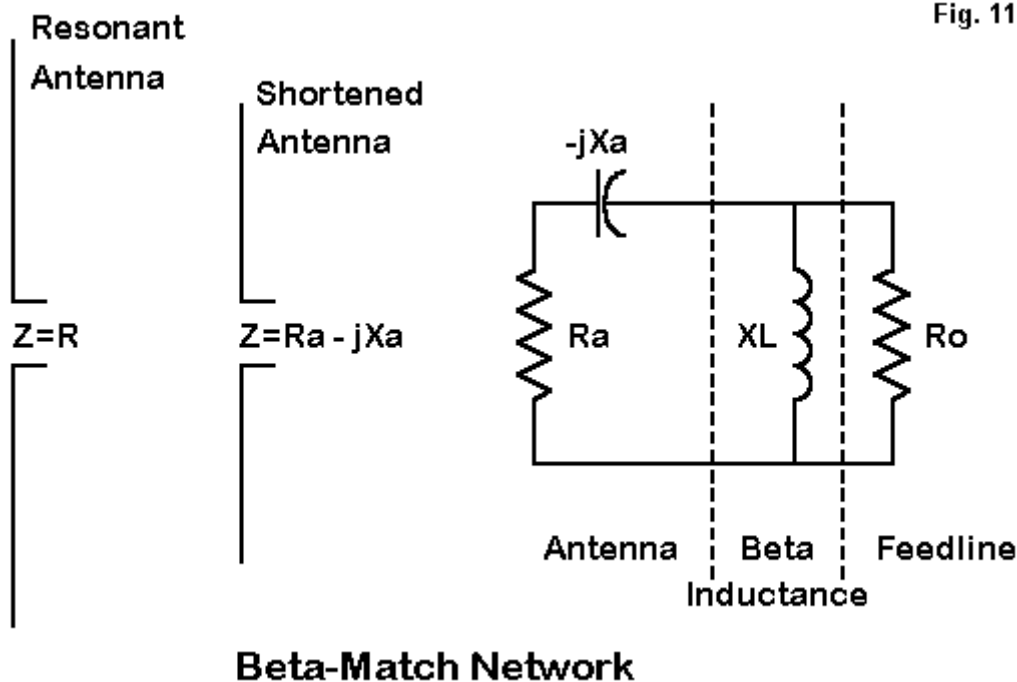 Fig. 11
Resonant
Antenna
Shortened
Antenna
-jXa
Z=R
Z=Ra - jXa
Ra
XL
Ro
Antenna
Beta
Feedline
Inductance
Beta-Match Network